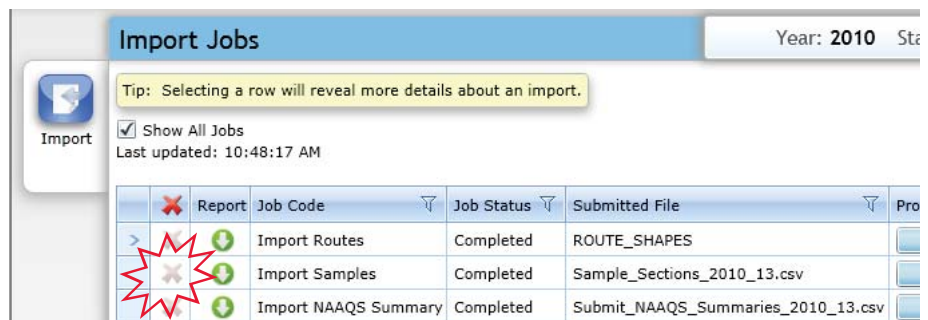 Import Jobs
Year: 2010 Sta
Tip: Selecting a row will reveal more details about an import.
Import
Show All Jobs
Last updated: 10:48:17 AM
Report Job Code Job Status Submitted File Pro
Import Routes Completed ROUTE_SHAPES
Import Samples Completed Sample_Sections_2010_13.csv
Import NAAQS Summary Completed Submit_NAAQS_Summaries_2010_13.csv